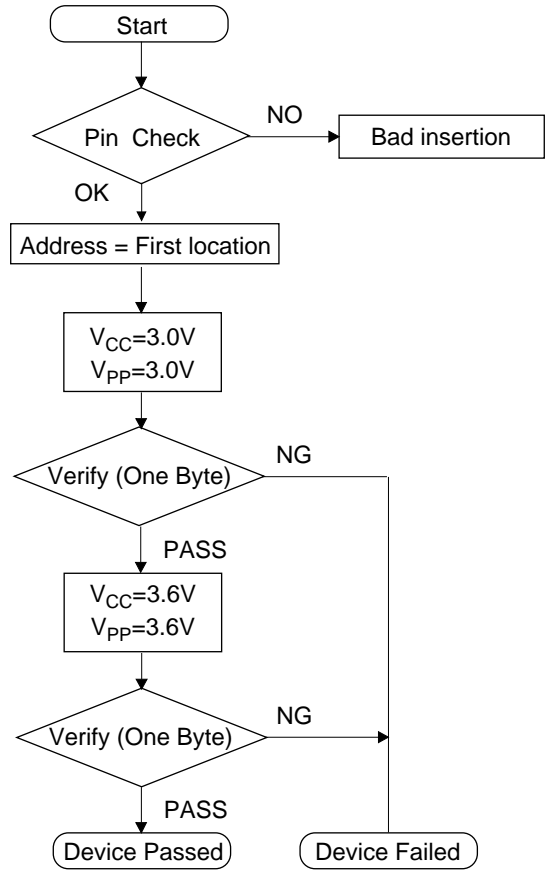 Start
Pin Check
NO
Bad insertion
OK
Address = First location
VCC=3.0V
VPP=3.0V
Verify (One Byte)
NG
PASS
VCC=3.6V
VPP=3.6V
Verify (One Byte)
NG
PASS
Device Passed
Device Failed